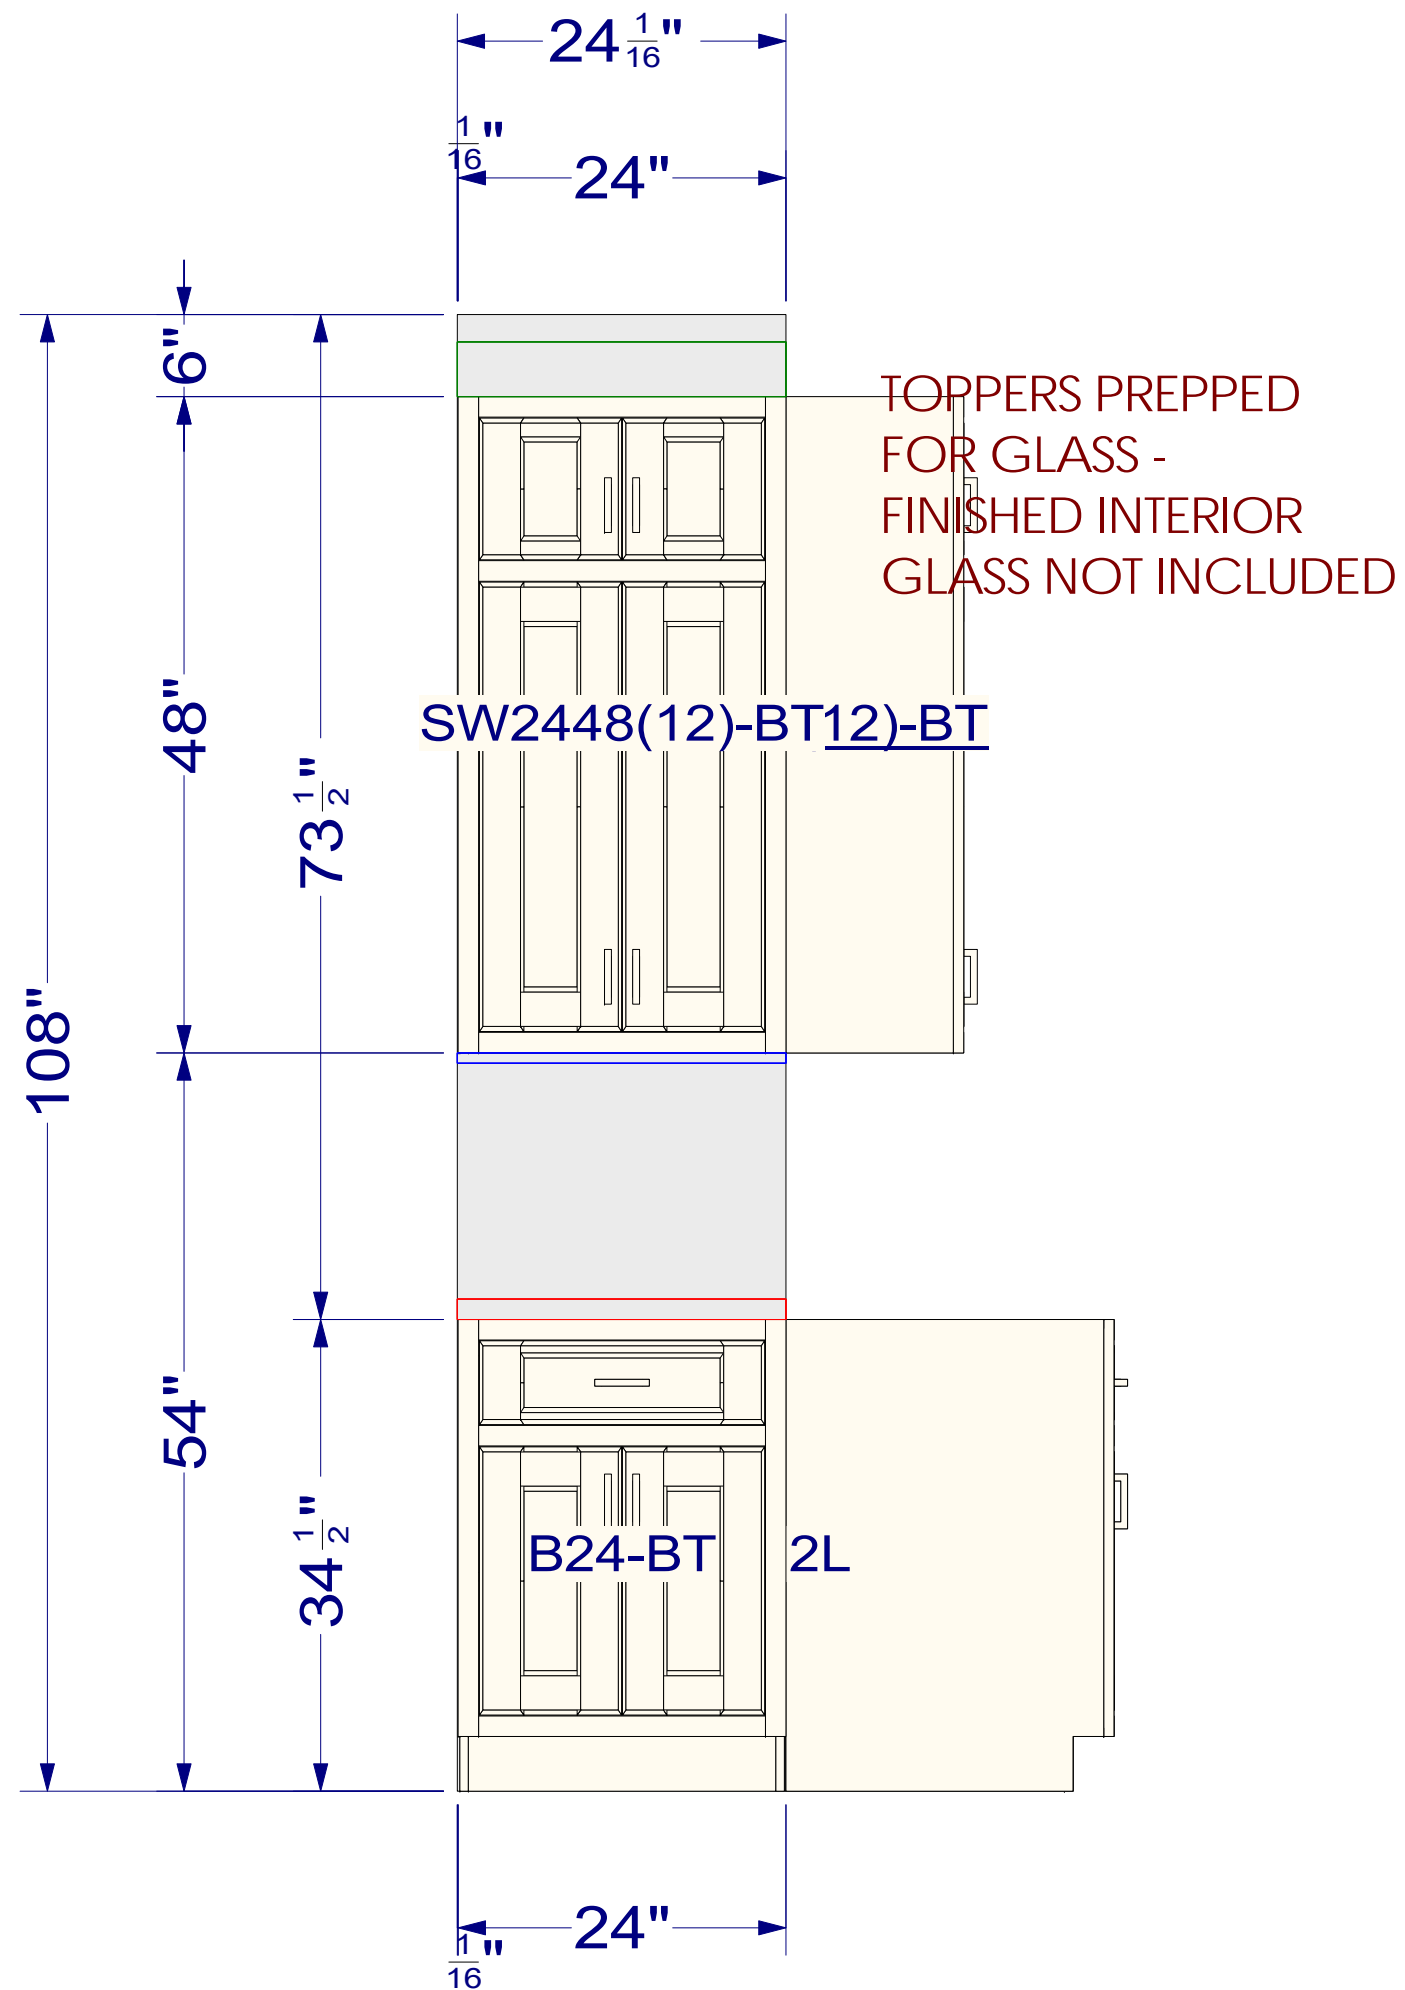 24 1/16"
1/16"
24"
6"
TOPPERS PREPPED
FOR GLASS -
FINISHED INTERIOR
GLASS NOT INCLUDED
48"
SW2448(12)-BT12)-BT
73 1/2"
108"
54"
34 1/2"
B24-BT 2L
24"
1/16"